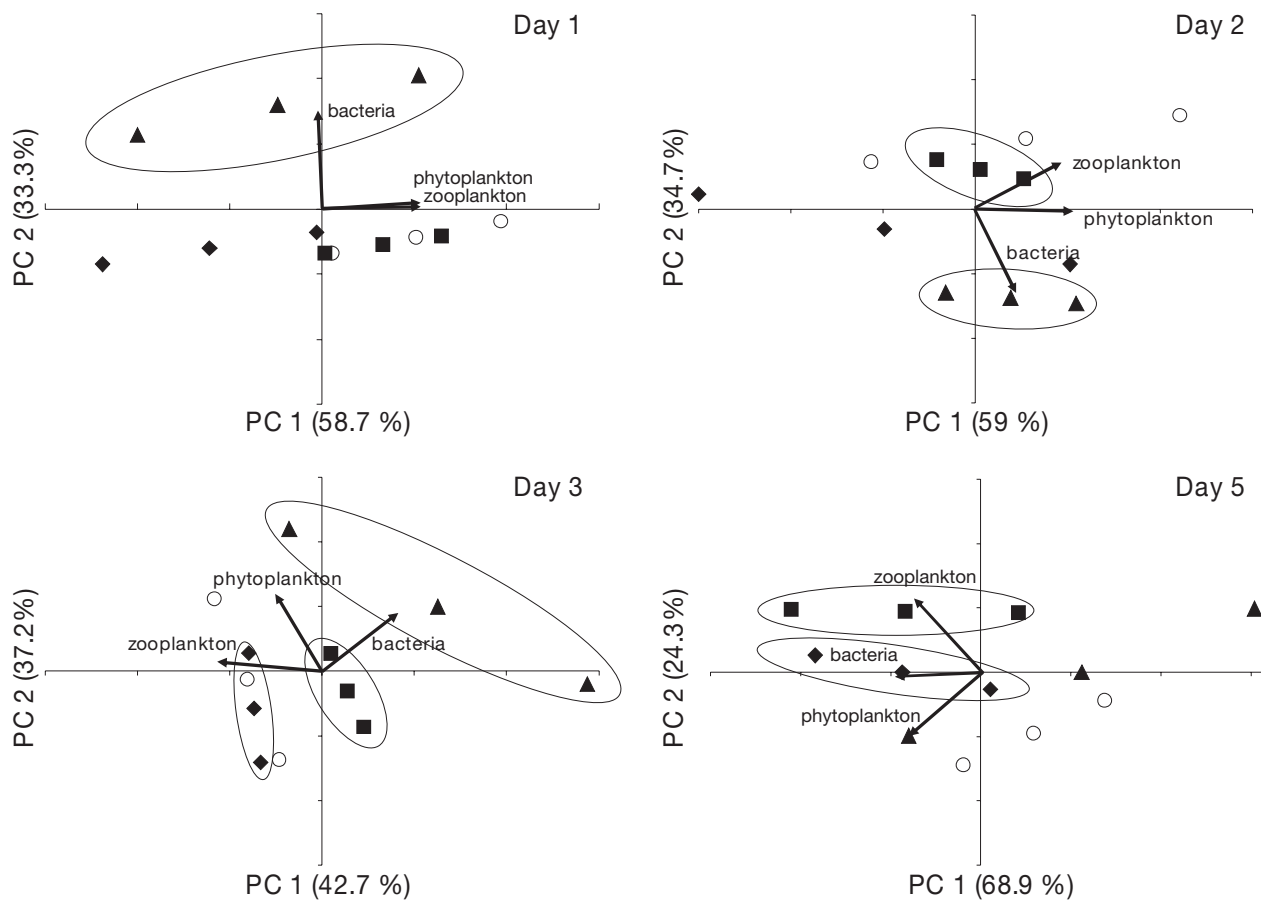 Day 1
PC 2 (33.3%)
bacteria
phytoplankton
zooplankton
PC 1 (58.7 %)
Day 2
PC 2 (34.7%)
zooplankton
phytoplankton
bacteria
PC 1 (59 %)
Day 3
PC 2 (37.2%)
phytoplankton
zooplankton
bacteria
PC 1 (42.7 %)
Day 5
PC 2 (24.3%)
zooplankton
bacteria
phytoplankton
PC 1 (68.9 %)